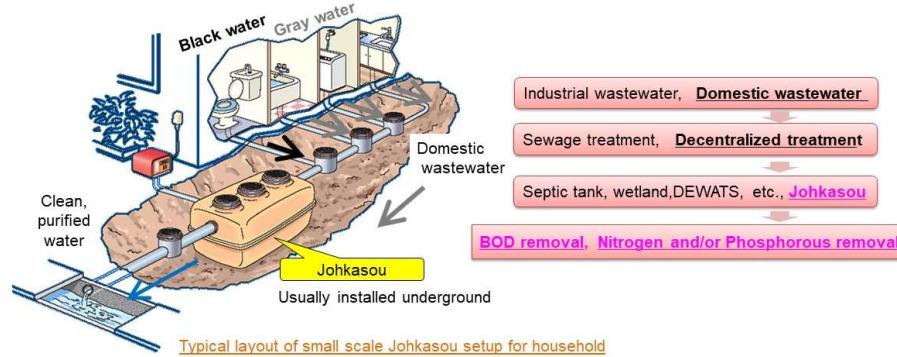 Black water
Gray water
Domestic
wastewater
Clean,
purified
water
Johkasou
Usually installed underground
Typical layout of small scale Johkasou setup for household
Industrial wastewater, Domestic wastewater
Sewage treatment, Decentralized treatment
Septic tank, wetland,DEWATS, etc., Johkasou
BOD removal, Nitrogen and/or Phosphorous removal